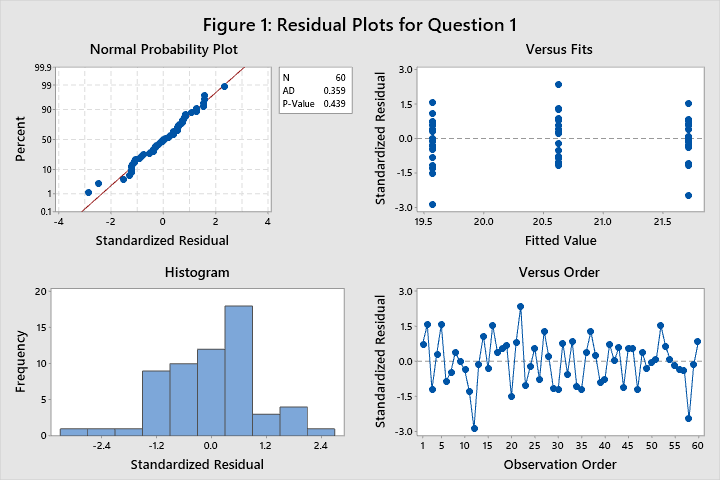 Figure 1: Residual Plots for Question 1
Normal Probability Plot
99.9
99
90
50
10
1
0.1
Percent
-4 -2 0 2 4
Standardized Residual
N 60
AD 0.359
P-Value 0.439
Versus Fits
3.0
1.5
0.0
-1.5
-3.0
Standardized Residual
19.5 20.0 20.5 21.0 21.5
Fitted Value
Histogram
20
15
10
5
0
Frequency
-2.4 -1.2 0.0 1.2 2.4
Standardized Residual
Versus Order
3.0
1.5
0.0
-1.5
-3.0
Standardized Residual
1 5 10 15 20 25 30 35 40 45 50 55 60
Observation Order